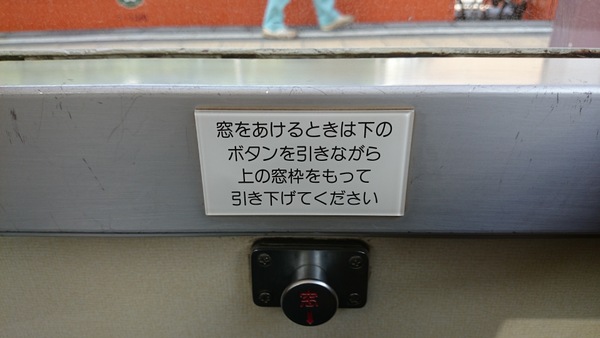 窓をあけるときは下の
ボタンを引きながら
上の窓枠をもって
引き下げてください
窓
↓